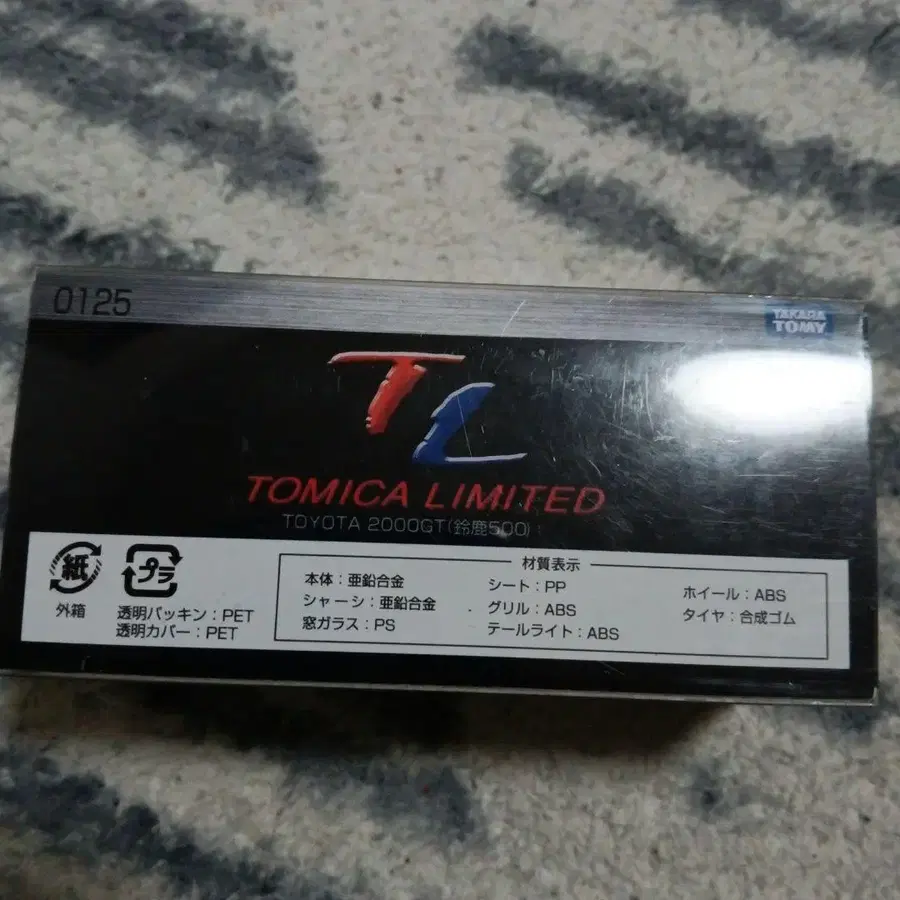 0125
TAKARA
TOMY
TL
TOMICA LIMITED
TOYOTA 2000GT(鈴鹿500)
紙
外箱
プラ
透明パッキン:PET
透明カバー:PET
材質表示
本体:亜鉛合金
シャーシ:亜鉛合金
窓ガラス:PS
シート:PP
グリル:ABS
テールライト:ABS
ホイール:ABS
タイヤ:合成ゴム